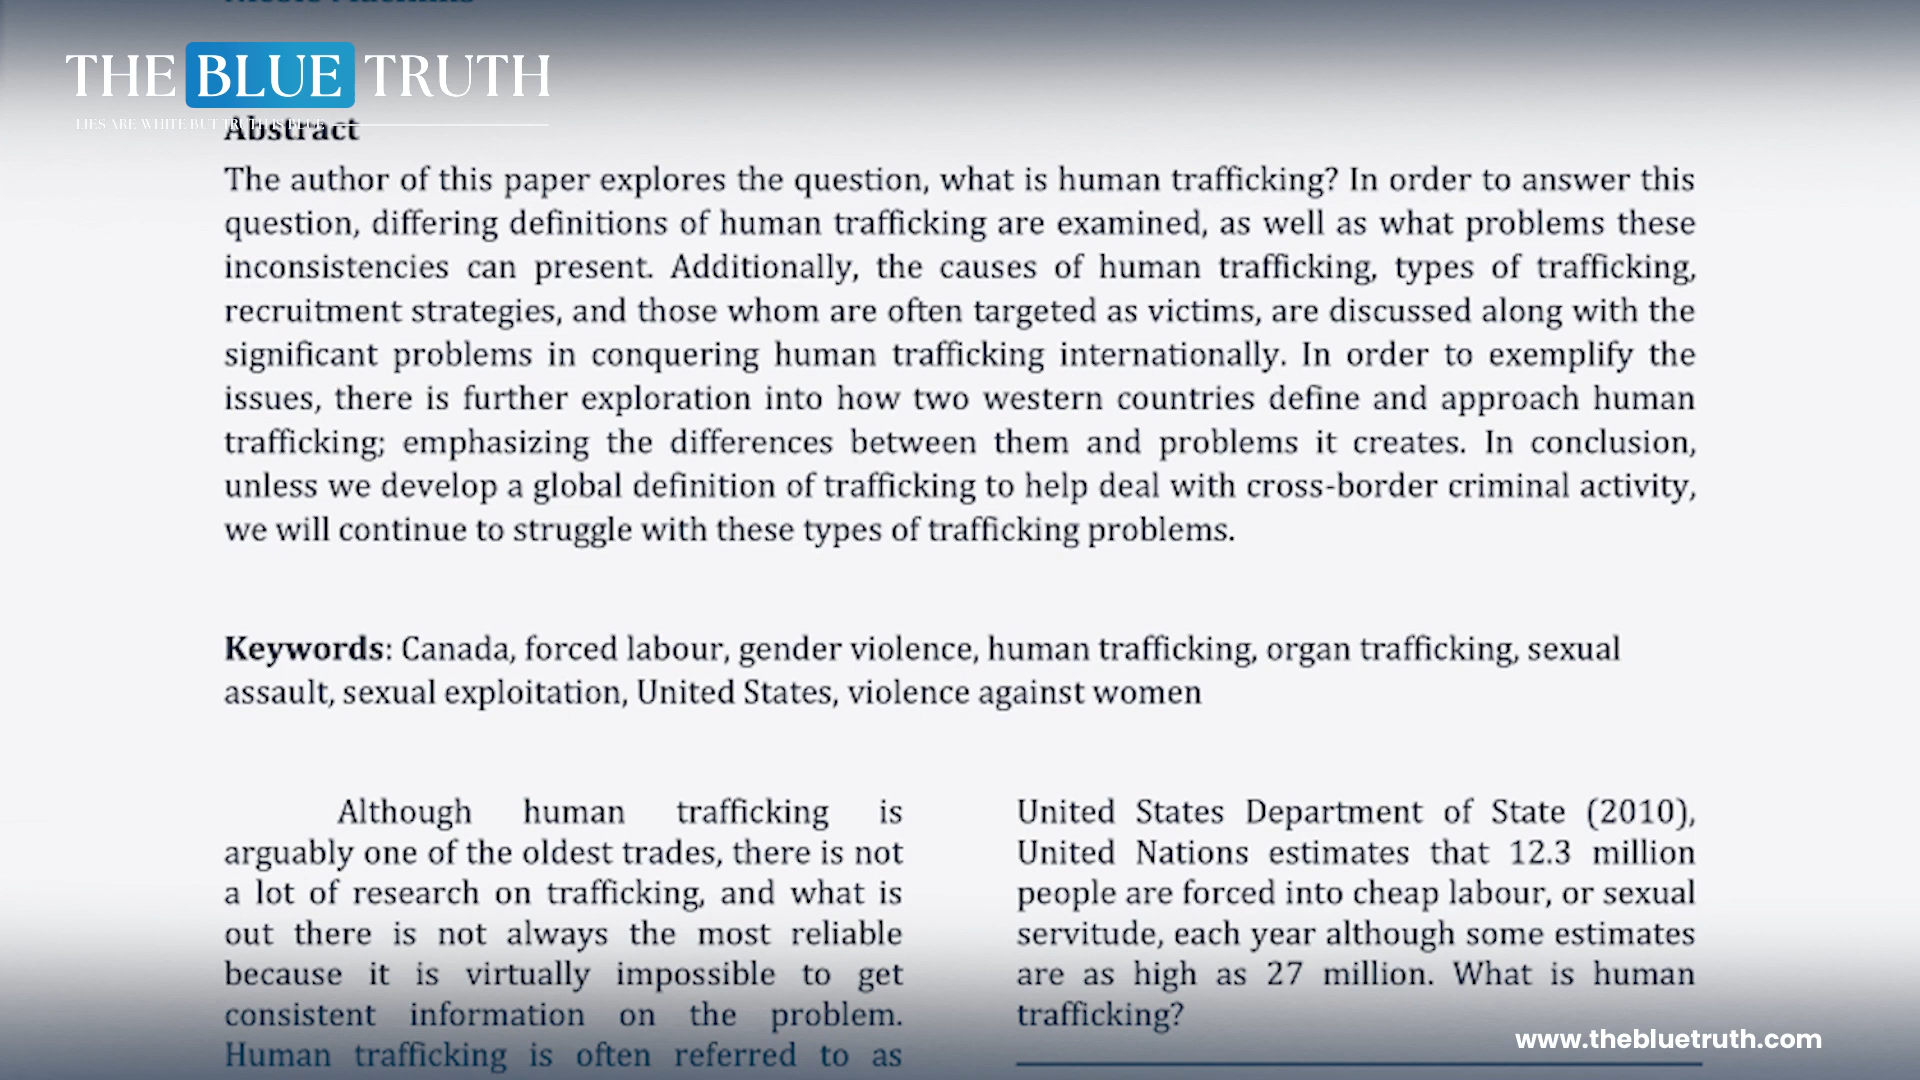 THE BLUE TRUTH
LIES ARE WHITE BUT TRUTH IS BLUE
Abstract
The author of this paper explores the question, what is human trafficking? In order to answer this
question, differing definitions of human trafficking are examined, as well as what problems these
inconsistencies can present. Additionally, the causes of human trafficking, types of trafficking,
recruitment strategies, and those whom are often targeted as victims, are discussed along with the
significant problems in conquering human trafficking internationally. In order to exemplify the
issues, there is further exploration into how two western countries define and approach human
trafficking; emphasizing the differences between them and problems it creates. In conclusion,
unless we develop a global definition of trafficking to help deal with cross-border criminal activity,
we will continue to struggle with these types of trafficking problems.
Keywords: Canada, forced labour, gender violence, human trafficking, organ trafficking, sexual
assault, sexual exploitation, United States, violence against women
Although human trafficking is
arguably one of the oldest trades, there is not
a lot of research on trafficking, and what is
out there is not always the most reliable
because it is virtually impossible to get
consistent information on the problem.
Human trafficking is often referred to as
United States Department of State (2010),
United Nations estimates that 12.3 million
people are forced into cheap labour, or sexual
servitude, each year although some estimates
are as high as 27 million. What is human
trafficking?
www.thebluetruth.com